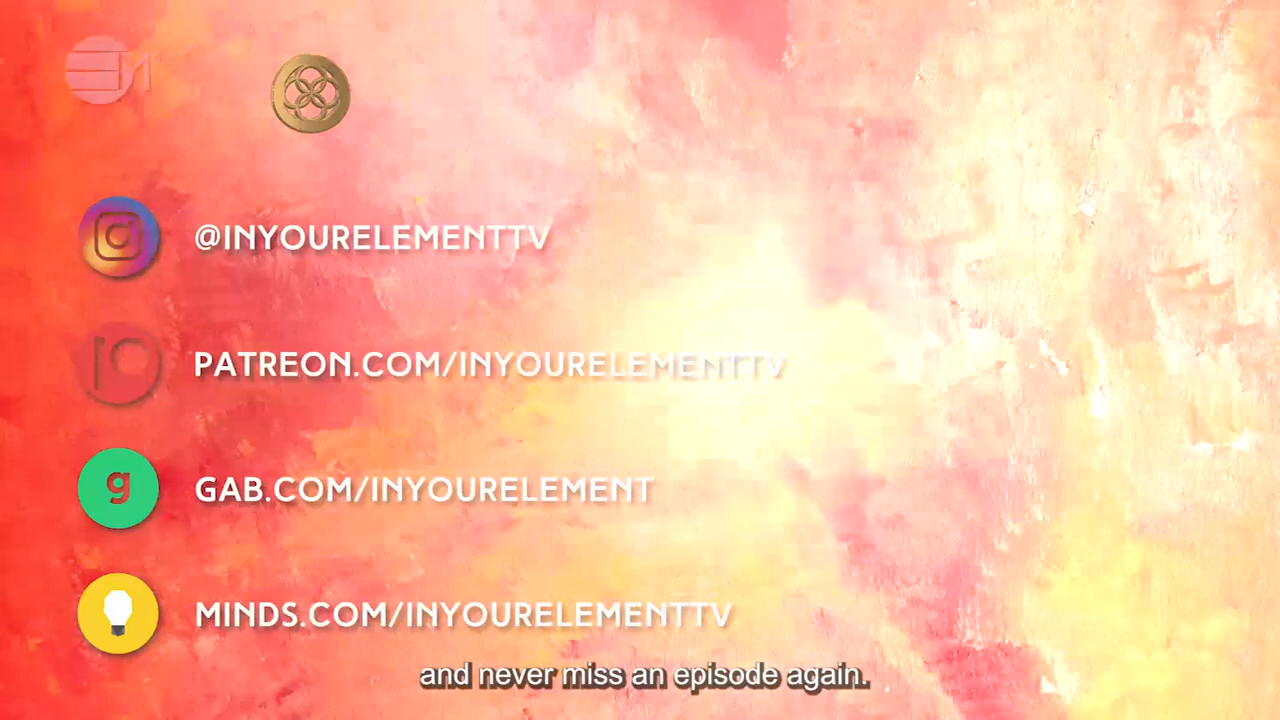 @INYOURELEMENTTV
PATREON.COM/INYOURELEMENTTV
g
GAB.COM/INYOURELEMENT
MINDS.COM/INYOURELEMENTTV
and never miss an episode again.